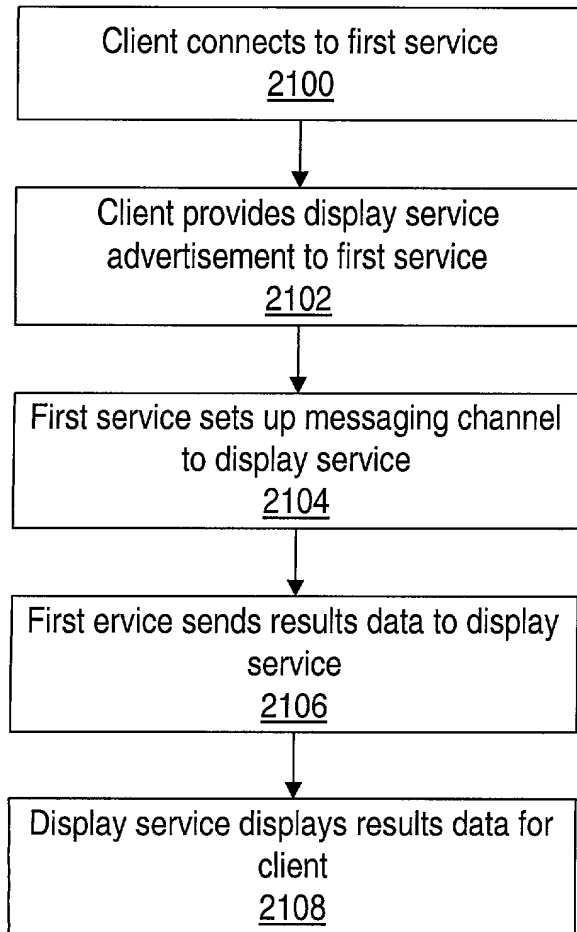 Client connects to first service
2100
Client provides display service
advertisement to first service
2102
First service sets up messaging channel
to display service
2104
First ervice sends results data to display
service
2106
Display service displays results data for
client
2108